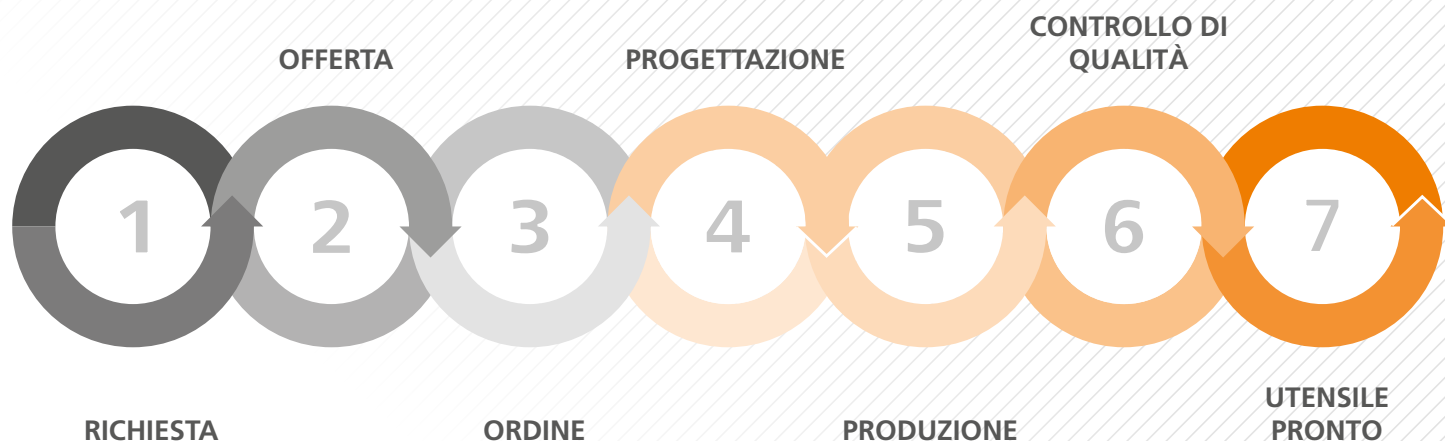 OFFERTA
PROGETTAZIONE
CONTROLLO DI
QUALITÀ
1
2
3
4
5
6
7
RICHIESTA
ORDINE
PRODUZIONE
UTENSILE
PRONTO